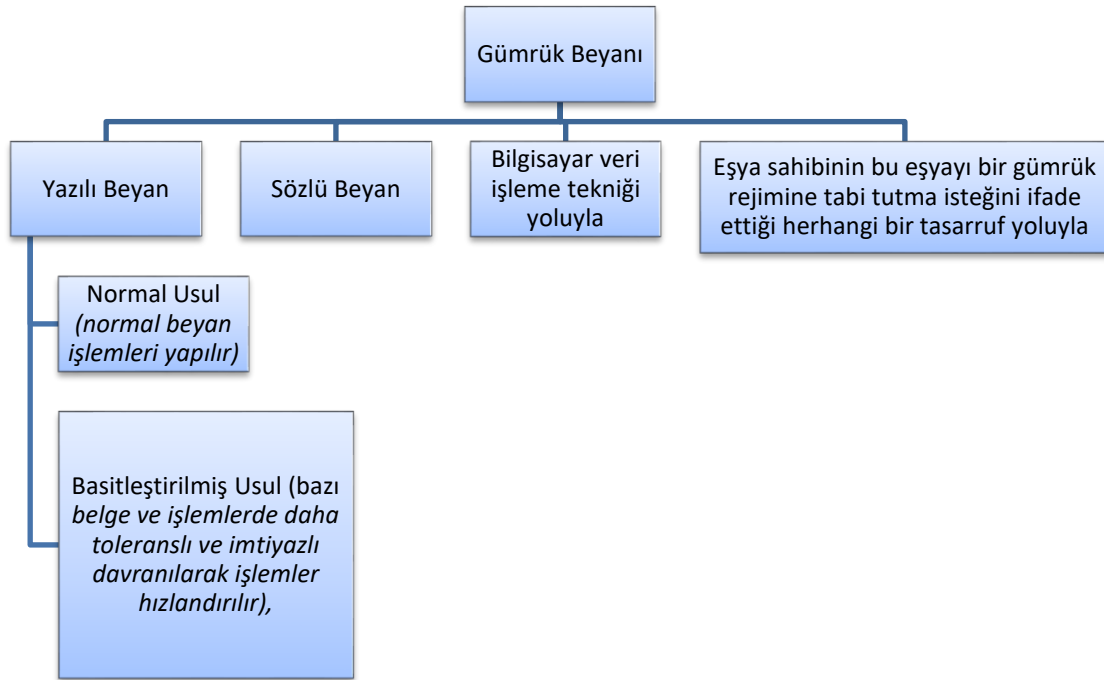 Gümrük Beyanı
Yazılı Beyan
Sözlü Beyan
Bilgisayar veri
işleme tekniği
yoluyla
Eşya sahibinin bu eşyayı bir gümrük
rejimine tabi tutma isteğini ifade
ettiği herhangi bir tasarruf yoluyla
Normal Usul
(normal beyan
işlemleri yapılır)
Basitleştirilmiş Usul (bazı
belge ve işlemlerde daha
toleranslı ve imtiyazlı
davranılarak işlemler
hızlandırılır),